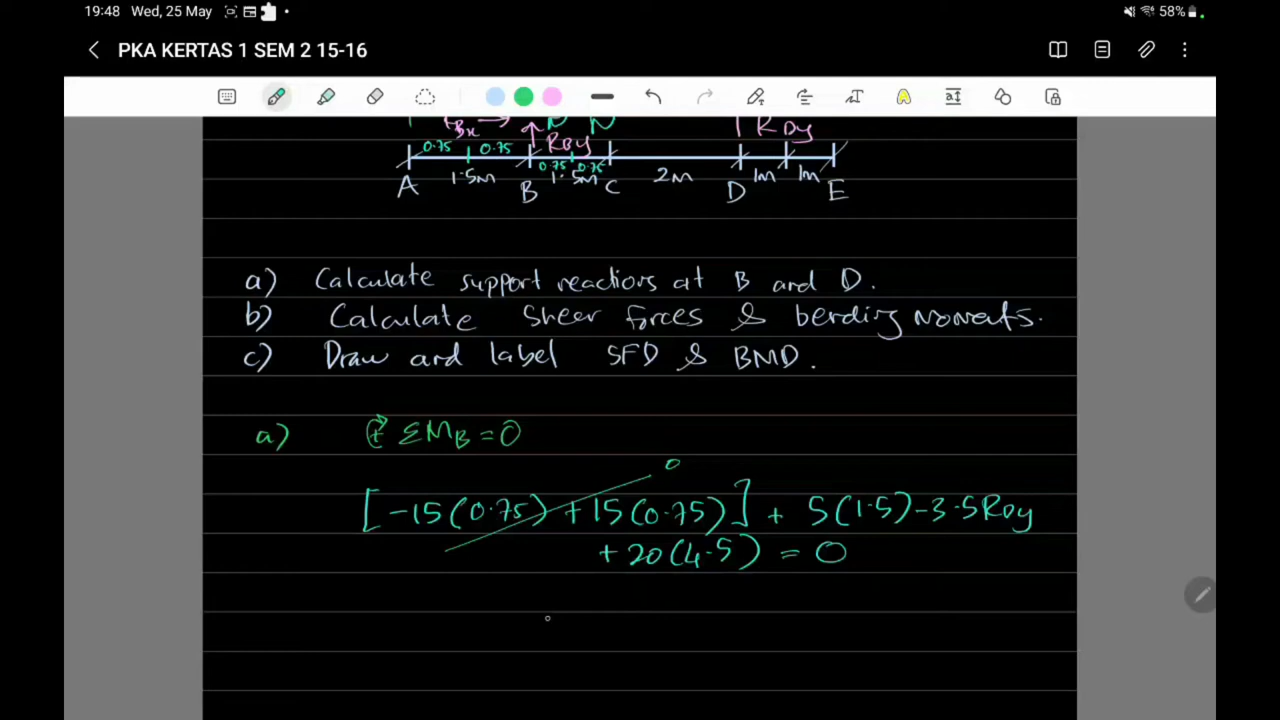 19:48 Wed, 25 May 58%
PKA KERTAS 1 SEM 2 15-16
Bx RBy RDy
0.75 0.75 0.75 0.75
1.5m 1.5m 2m 1m 1m
A B C D E
a) Calculate support reactions at B and D.
b) Calculate shear forces & bending moments.
c) Draw and label SFD & BMD.
a) + ΣMB = 0
0
[-15(0.75) + 15(0.75)] + 5(1.5) - 3.5RDy
+ 20(4.5) = 0